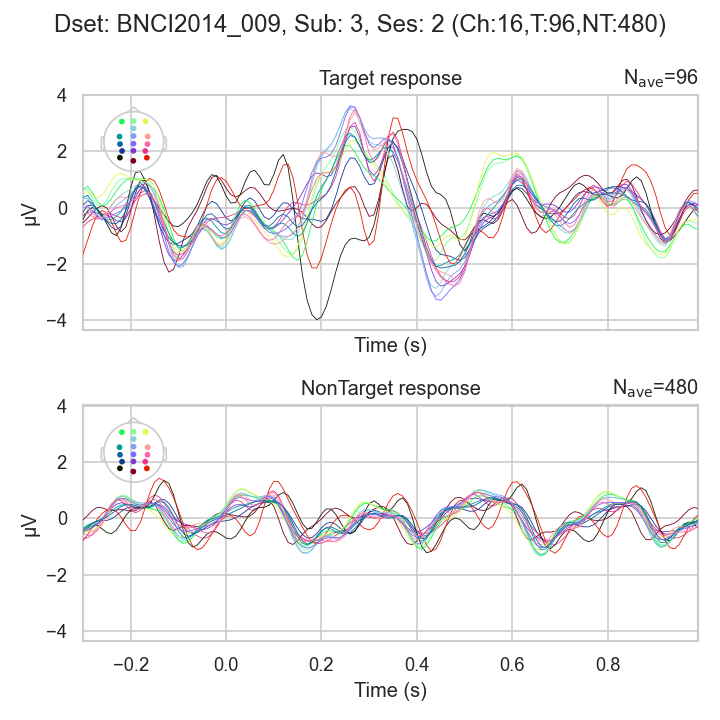 Dset: BNCI2014_009, Sub: 3, Ses: 2 (Ch:16,T:96,NT:480)
Target response
Nave=96
4
2
0
−2
−4
µV
Time (s)
NonTarget response
Nave=480
4
2
0
−2
−4
µV
−0.2 0.0 0.2 0.4 0.6 0.8
Time (s)